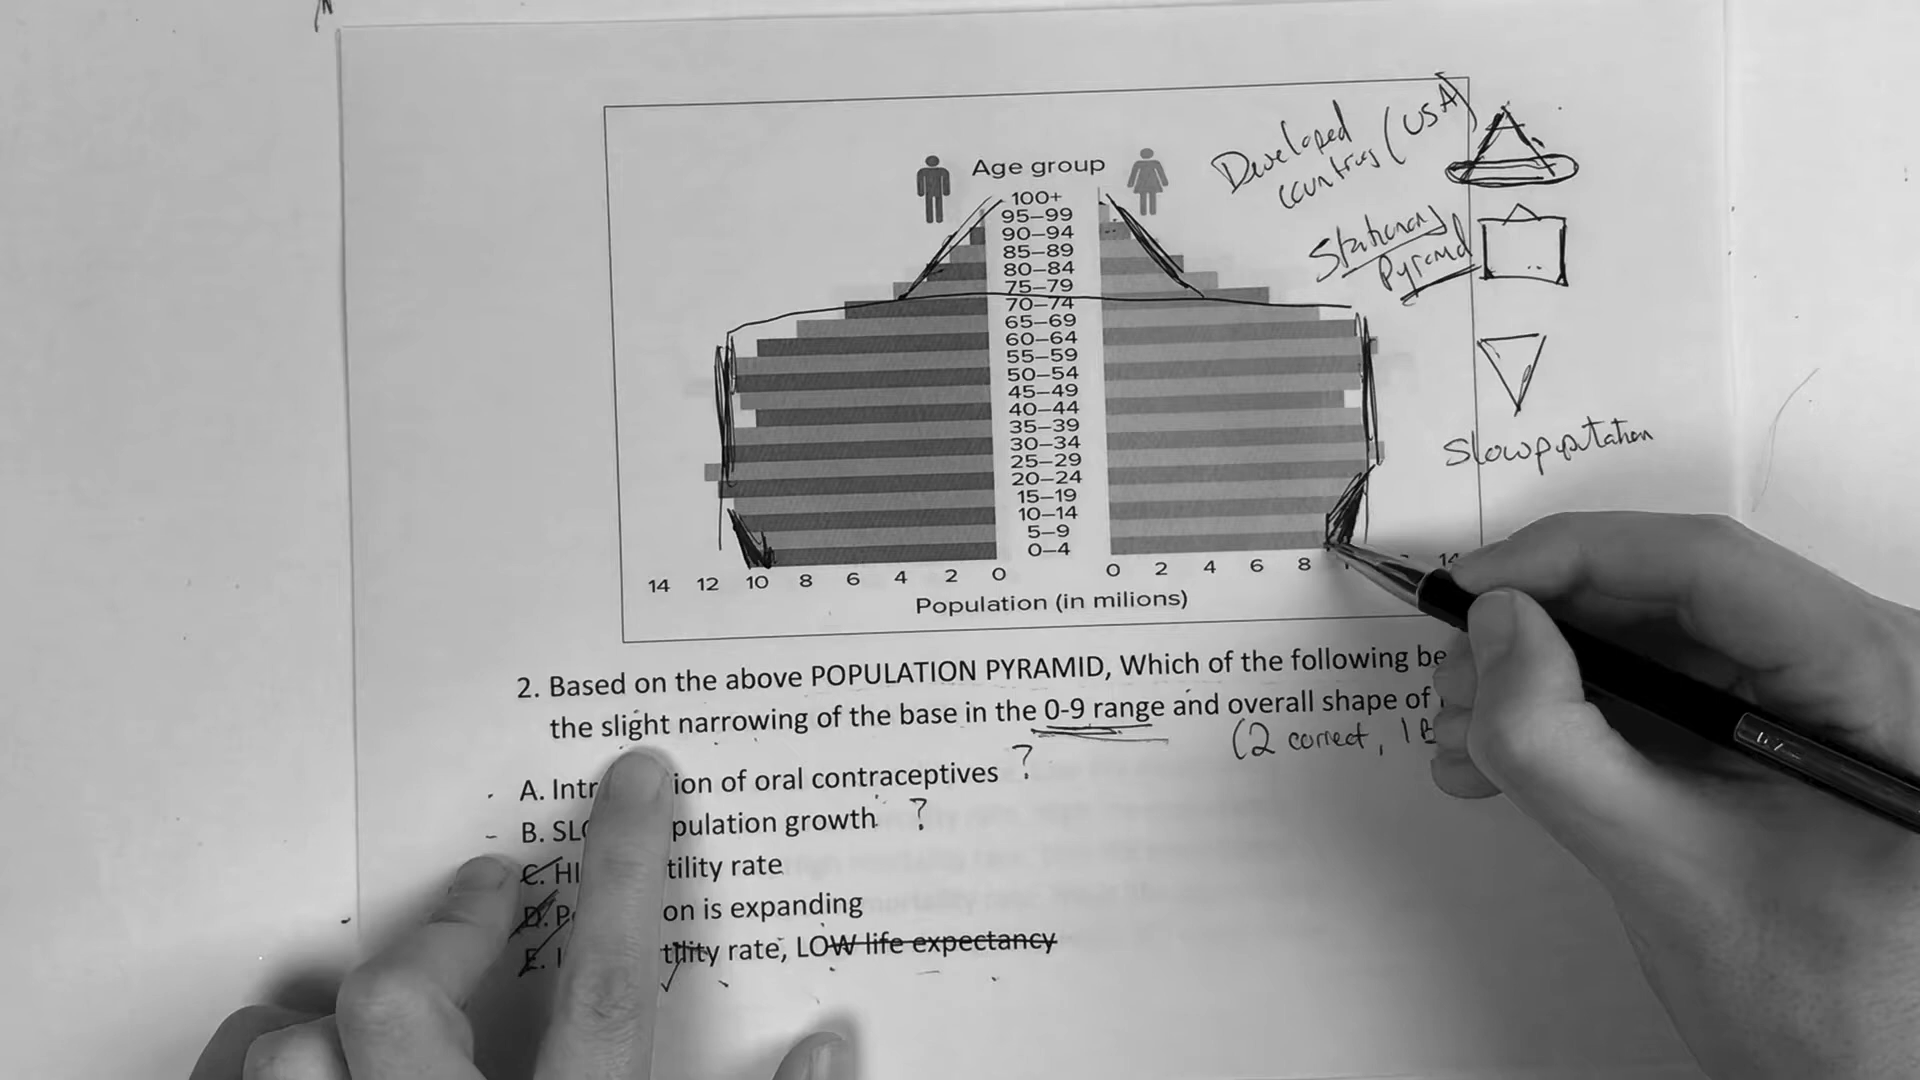 Developed
countries (USA)
Age group
100+
95–99
90–94
85–89
80–84
75–79
70–74
65–69
60–64
55–59
50–54
45–49
40–44
35–39
30–34
25–29
20–24
15–19
10–14
5–9
0–4
Stationary
Pyramid
Slow
14 12 10 8 6 4 2 0 0 2 4 6 8 14
Population (in milions)
2. Based on the above POPULATION PYRAMID, Which of the following be
the slight narrowing of the base in the 0-9 range and overall shape of
(2 correct, 1 B
A. Intr ion of oral contraceptives ?
B. SLO pulation growth ?
C. HI tility rate
D. P on is expanding
E. tility rate, LOW life expectancy